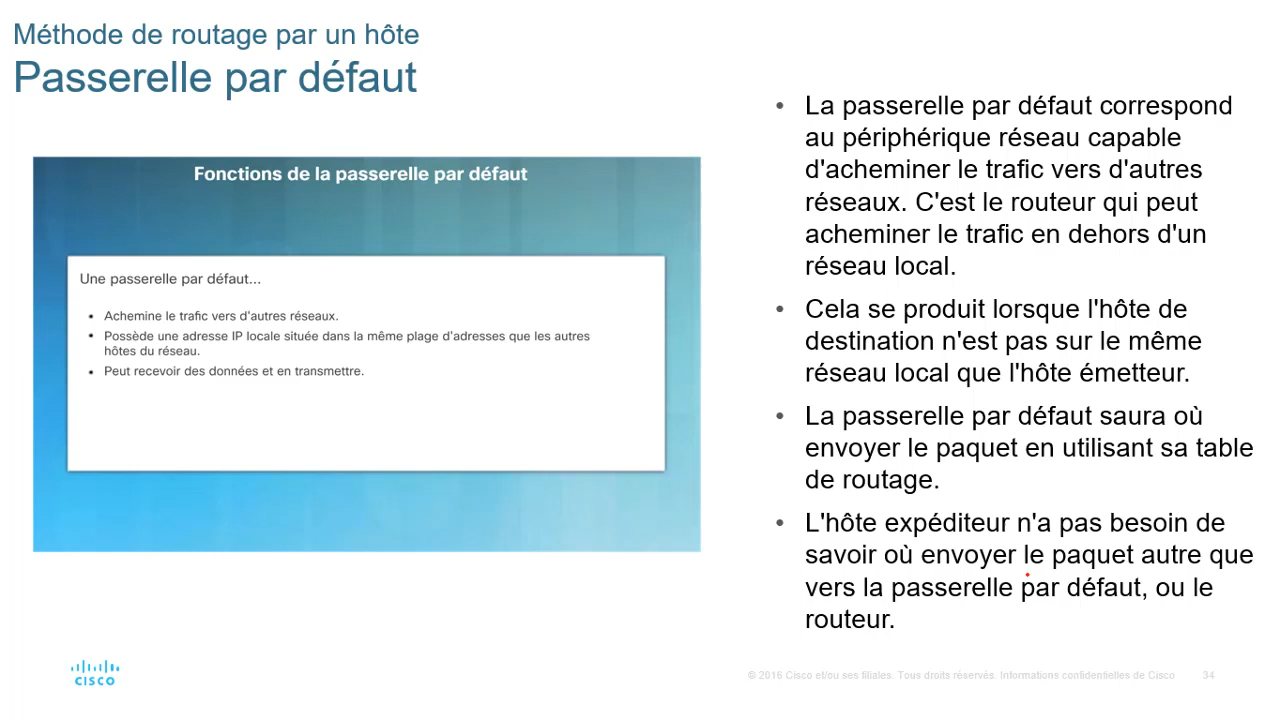 Méthode de routage par un hôte
Passerelle par défaut
Fonctions de la passerelle par défaut
Une passerelle par défaut...
• Achemine le trafic vers d'autres réseaux.
• Possède une adresse IP locale située dans la même plage d'adresses que les autres
hôtes du réseau.
• Peut recevoir des données et en transmettre.
• La passerelle par défaut correspond
au périphérique réseau capable
d'acheminer le trafic vers d'autres
réseaux. C'est le routeur qui peut
acheminer le trafic en dehors d'un
réseau local.
• Cela se produit lorsque l'hôte de
destination n'est pas sur le même
réseau local que l'hôte émetteur.
• La passerelle par défaut saura où
envoyer le paquet en utilisant sa table
de routage.
• L'hôte expéditeur n'a pas besoin de
savoir où envoyer le paquet autre que
vers la passerelle par défaut, ou le
routeur.
CISCO
© 2016 Cisco et/ou ses filiales. Tous droits réservés. Informations confidentielles de Cisco 34